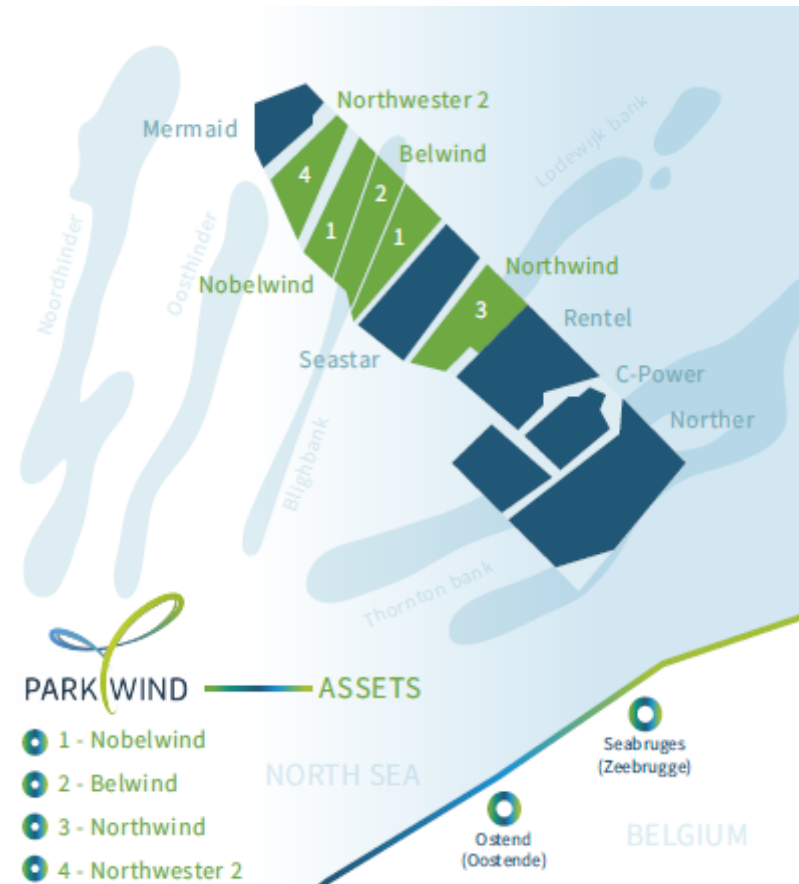 Northwester 2
Mermaid
Belwind
Lodewijk bank
4
2
1
1
Noordhinder
Oosthinder
Nobelwind
Northwind
3
Rentel
Seastar
C-Power
Norther
Blighbank
Thornton bank
PARKWIND ASSETS
1 - Nobelwind
2 - Belwind
3 - Northwind
4 - Northwester 2
NORTH SEA
Seabruges
(Zeebrugge)
Ostend
(Oostende)
BELGIUM